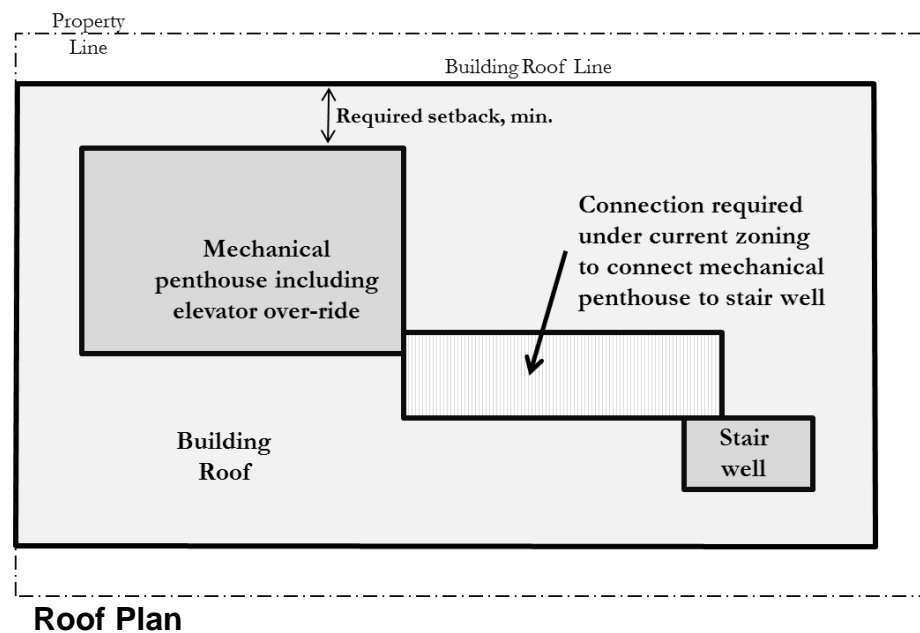 Property
Line
Building Roof Line
Required setback, min.
Connection required
under current zoning
to connect mechanical
penthouse to stair well
Mechanical
penthouse including
elevator over-ride
Building
Roof
Stair
well
Roof Plan